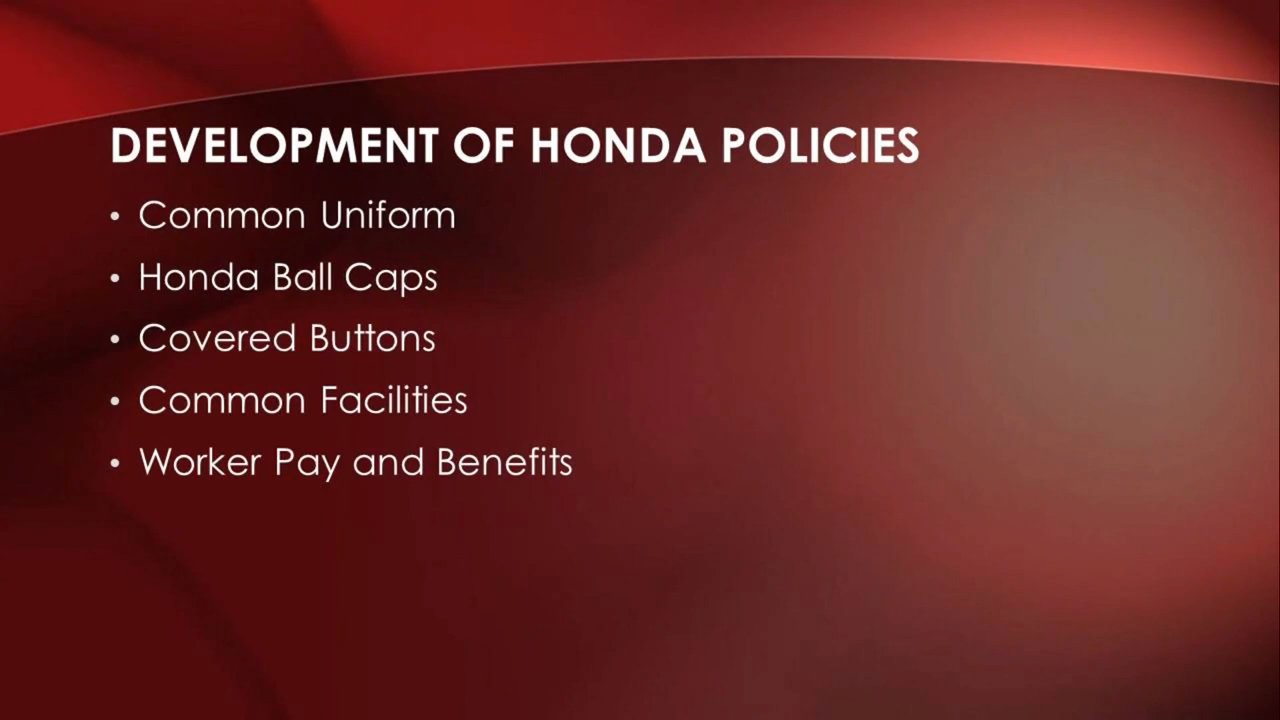 DEVELOPMENT OF HONDA POLICIES
• Common Uniform
• Honda Ball Caps
• Covered Buttons
• Common Facilities
• Worker Pay and Benefits